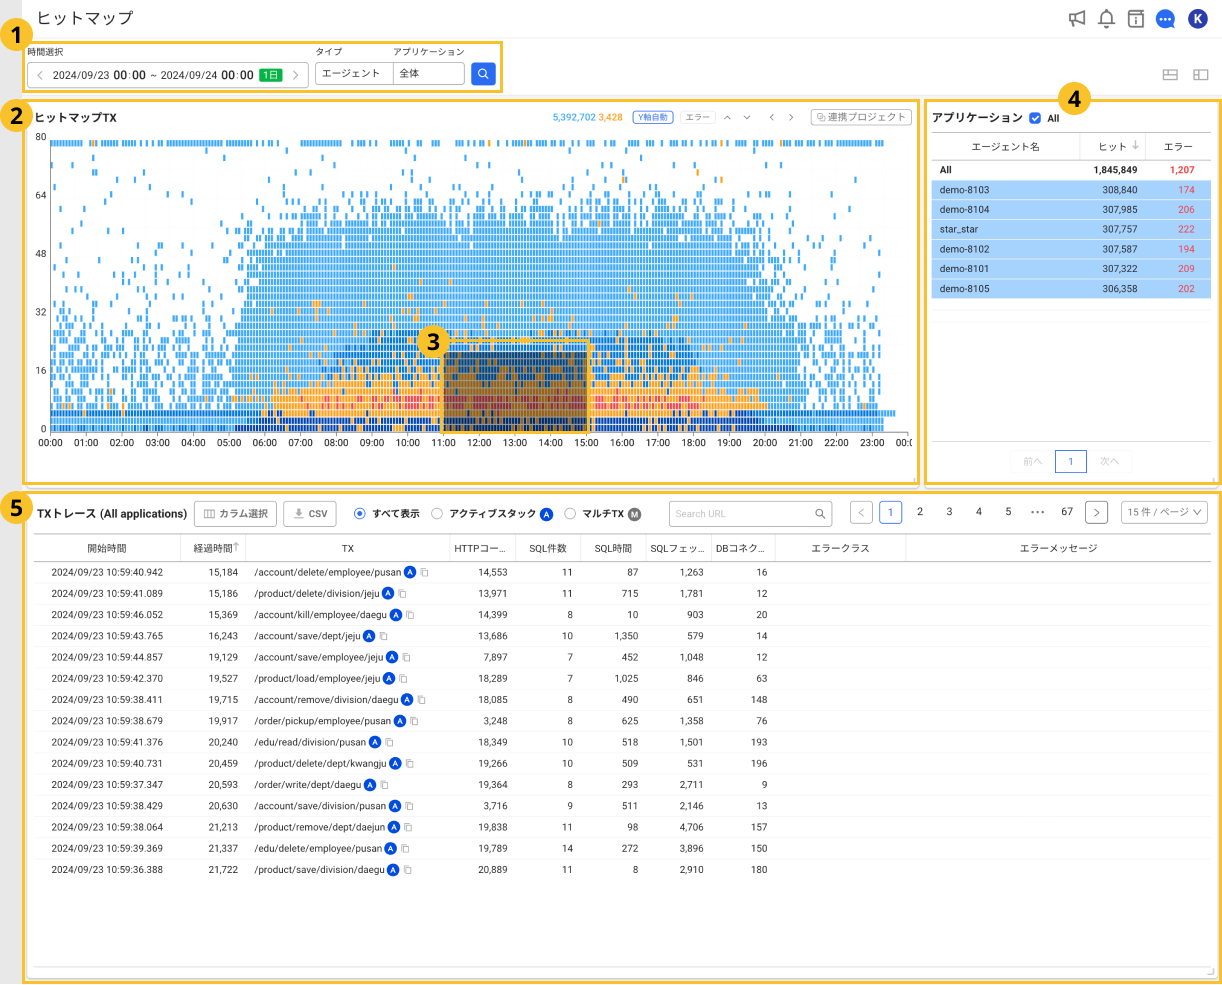 ヒットマップ
K
1
時間選択 タイプ アプリケーション
2024/09/23 00:00 ~ 2024/09/24 00:00 1日 エージェント 全体
2
ヒットマップTX 5,392,702 3,428 Y軸自動 エラー 連携プロジェクト
80
64
48
32
16
0
3
00:00 01:00 02:00 03:00 04:00 05:00 06:00 07:00 08:00 09:00 10:00 11:00 12:00 13:00 14:00 15:00 16:00 17:00 18:00 19:00 20:00 21:00 22:00 23:00 00:0
4
アプリケーション All
エージェント名 ヒット エラー
All 1,845,849 1,207
demo-8103 308,840 174
demo-8104 307,985 206
star_star 307,757 222
demo-8102 307,587 194
demo-8101 307,322 209
demo-8105 306,358 202
前へ 1 次へ
5
TXトレース (All applications) カラム選択 CSV すべて表示 アクティブスタック A マルチTX M Search URL 1 2 3 4 5 ••• 67 15 件 / ページ
開始時間 経過時間 TX HTTPコー... SQL件数 SQL時間 SQLフェッ... DBコネク... エラークラス エラーメッセージ
2024/09/23 10:59:40.942 15,184 /account/delete/employee/pusan A 14,553 11 87 1,263 16
2024/09/23 10:59:41.089 15,186 /product/delete/division/jeju A 13,971 11 715 1,781 12
2024/09/23 10:59:46.052 15,369 /account/kill/employee/daegu A 14,399 8 10 903 20
2024/09/23 10:59:43.765 16,243 /account/save/dept/jeju A 13,686 10 1,350 579 14
2024/09/23 10:59:44.857 19,129 /account/save/employee/jeju A 7,897 7 452 1,048 12
2024/09/23 10:59:42.370 19,527 /product/load/employee/jeju A 18,289 7 1,025 846 63
2024/09/23 10:59:38.411 19,715 /account/remove/division/daegu A 18,085 8 490 651 148
2024/09/23 10:59:38.679 19,917 /order/pickup/employee/pusan A 3,248 8 625 1,358 76
2024/09/23 10:59:41.376 20,240 /edu/read/division/pusan A 18,349 10 518 1,501 193
2024/09/23 10:59:40.731 20,459 /product/delete/dept/kwangju A 19,266 10 509 531 196
2024/09/23 10:59:37.347 20,593 /order/write/dept/daegu A 19,364 8 293 2,711 9
2024/09/23 10:59:38.429 20,630 /account/save/division/pusan A 3,716 9 511 2,146 13
2024/09/23 10:59:38.064 21,213 /product/remove/dept/daejun A 19,838 11 98 4,706 157
2024/09/23 10:59:39.369 21,337 /edu/delete/employee/pusan A 19,789 14 272 3,896 150
2024/09/23 10:59:36.388 21,722 /product/save/division/daegu A 20,889 11 8 2,910 180